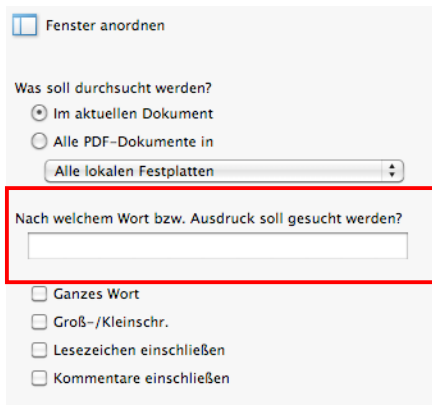 Fenster anordnen
Was soll durchsucht werden?
Im aktuellen Dokument
Alle PDF-Dokumente in
Alle lokalen Festplatten
Nach welchem Wort bzw. Ausdruck soll gesucht werden?
Ganzes Wort
Groß-/Kleinschr.
Lesezeichen einschließen
Kommentare einschließen